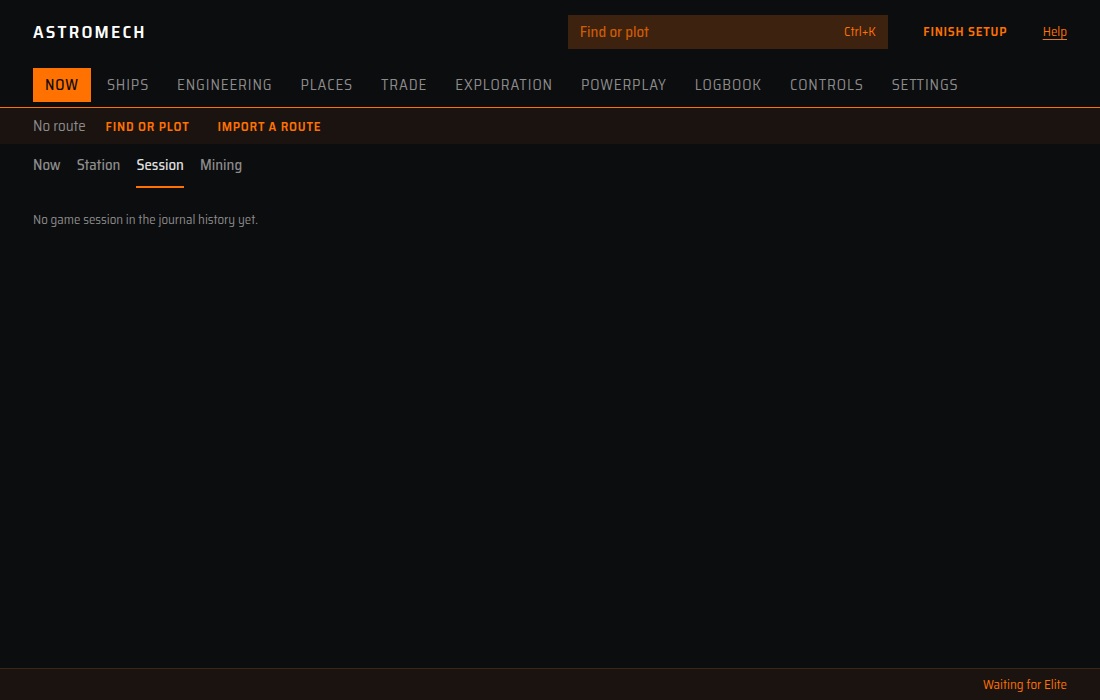 ASTROMECH
Find or plot Ctrl+K
FINISH SETUP
Help
NOW SHIPS ENGINEERING PLACES TRADE EXPLORATION POWERPLAY LOGBOOK CONTROLS SETTINGS
No route FIND OR PLOT IMPORT A ROUTE
Now Station Session Mining
No game session in the journal history yet.
Waiting for Elite